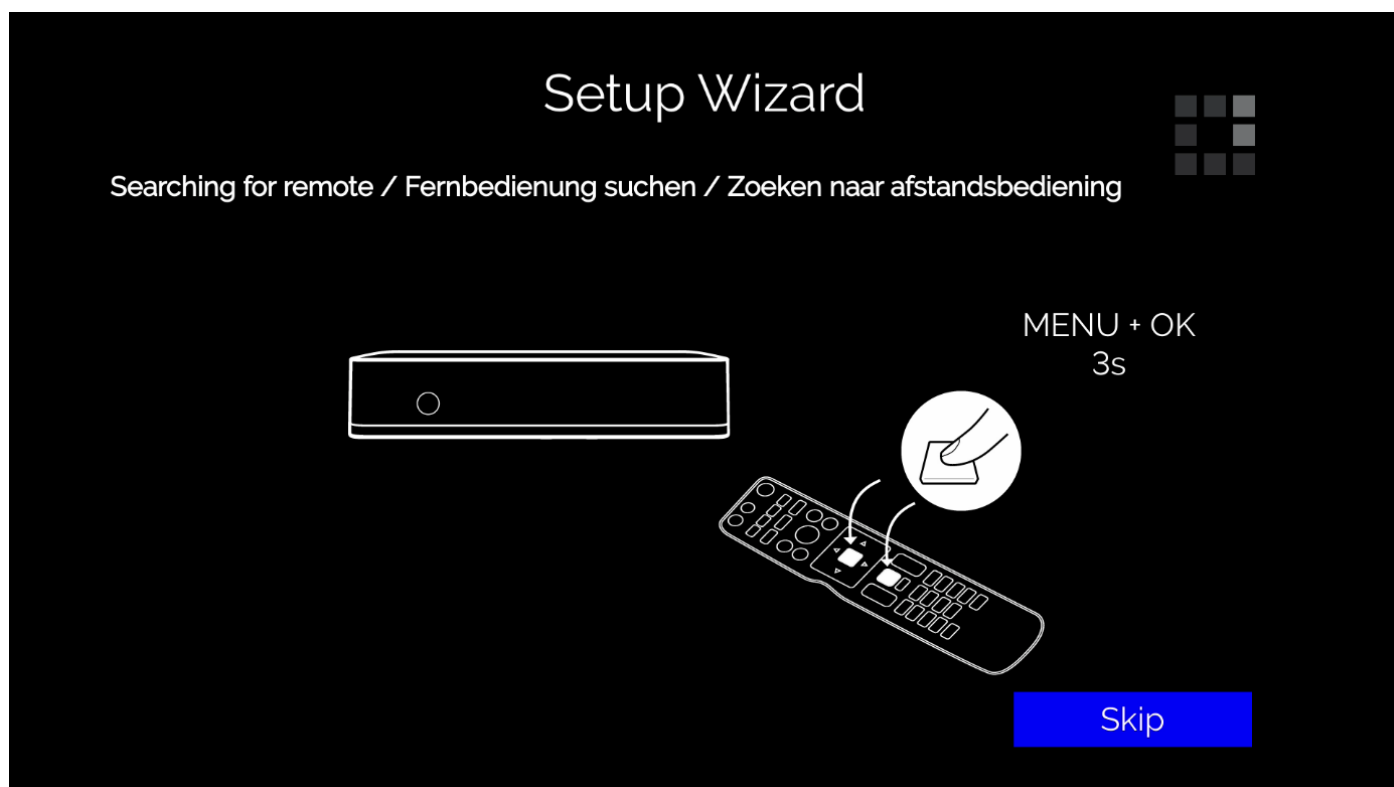 Setup Wizard
Searching for remote / Fernbedienung suchen / Zoeken naar afstandsbediening
MENU + OK
3s
Skip